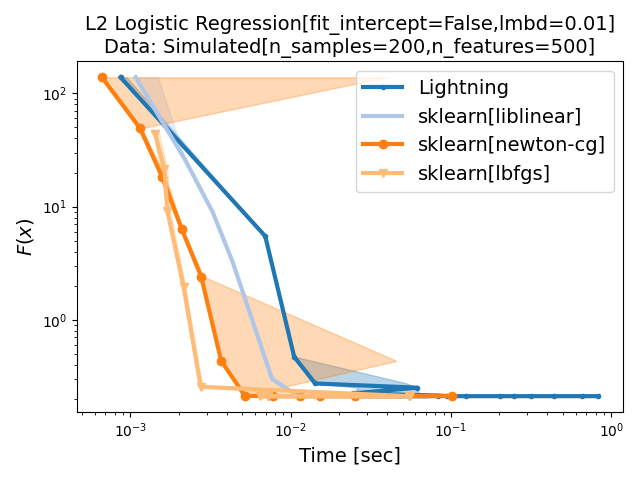 L2 Logistic Regression[fit_intercept=False,lmbd=0.01]
Data: Simulated[n_samples=200,n_features=500]
Lightning
sklearn[liblinear]
sklearn[newton-cg]
sklearn[lbfgs]
F(x)
10²
10¹
10⁰
10⁻³
10⁻²
10⁻¹
10⁰
Time [sec]